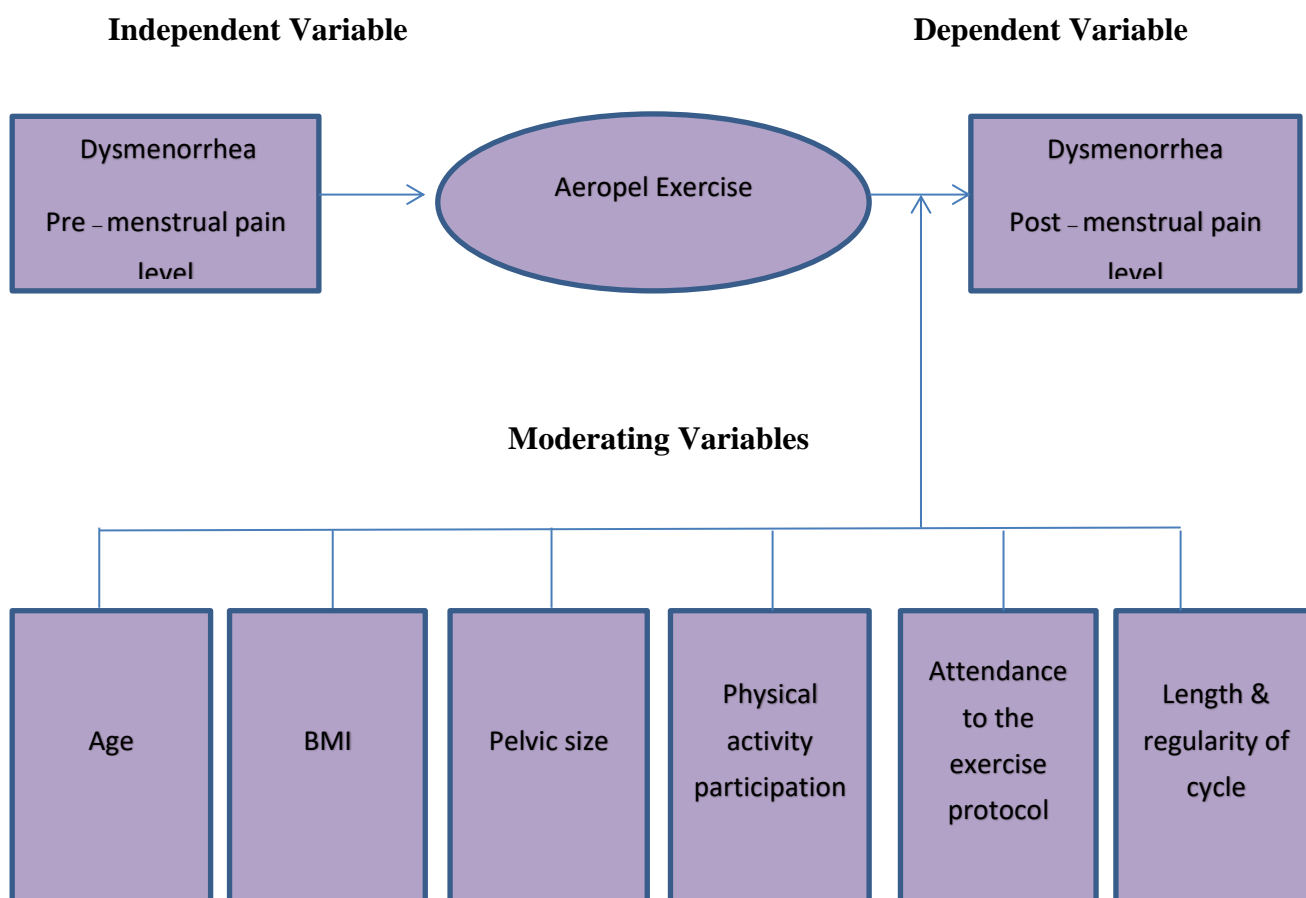 Independent Variable
Dependent Variable
Dysmenorrhea
Pre – menstrual pain
level
Aeropel Exercise
Dysmenorrhea
Post – menstrual pain
level
Moderating Variables
Age
BMI
Pelvic size
Physical
activity
participation
Attendance
to the
exercise
protocol
Length &
regularity of
cycle